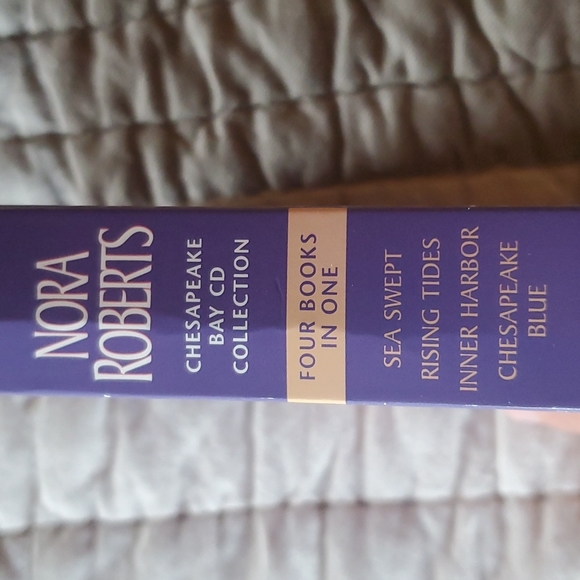 NORA
ROBERTS
CHESAPEAKE
BAY CD
COLLECTION
FOUR BOOKS
IN ONE
SEA SWEPT
RISING TIDES
INNER HARBOR
CHESAPEAKE
BLUE